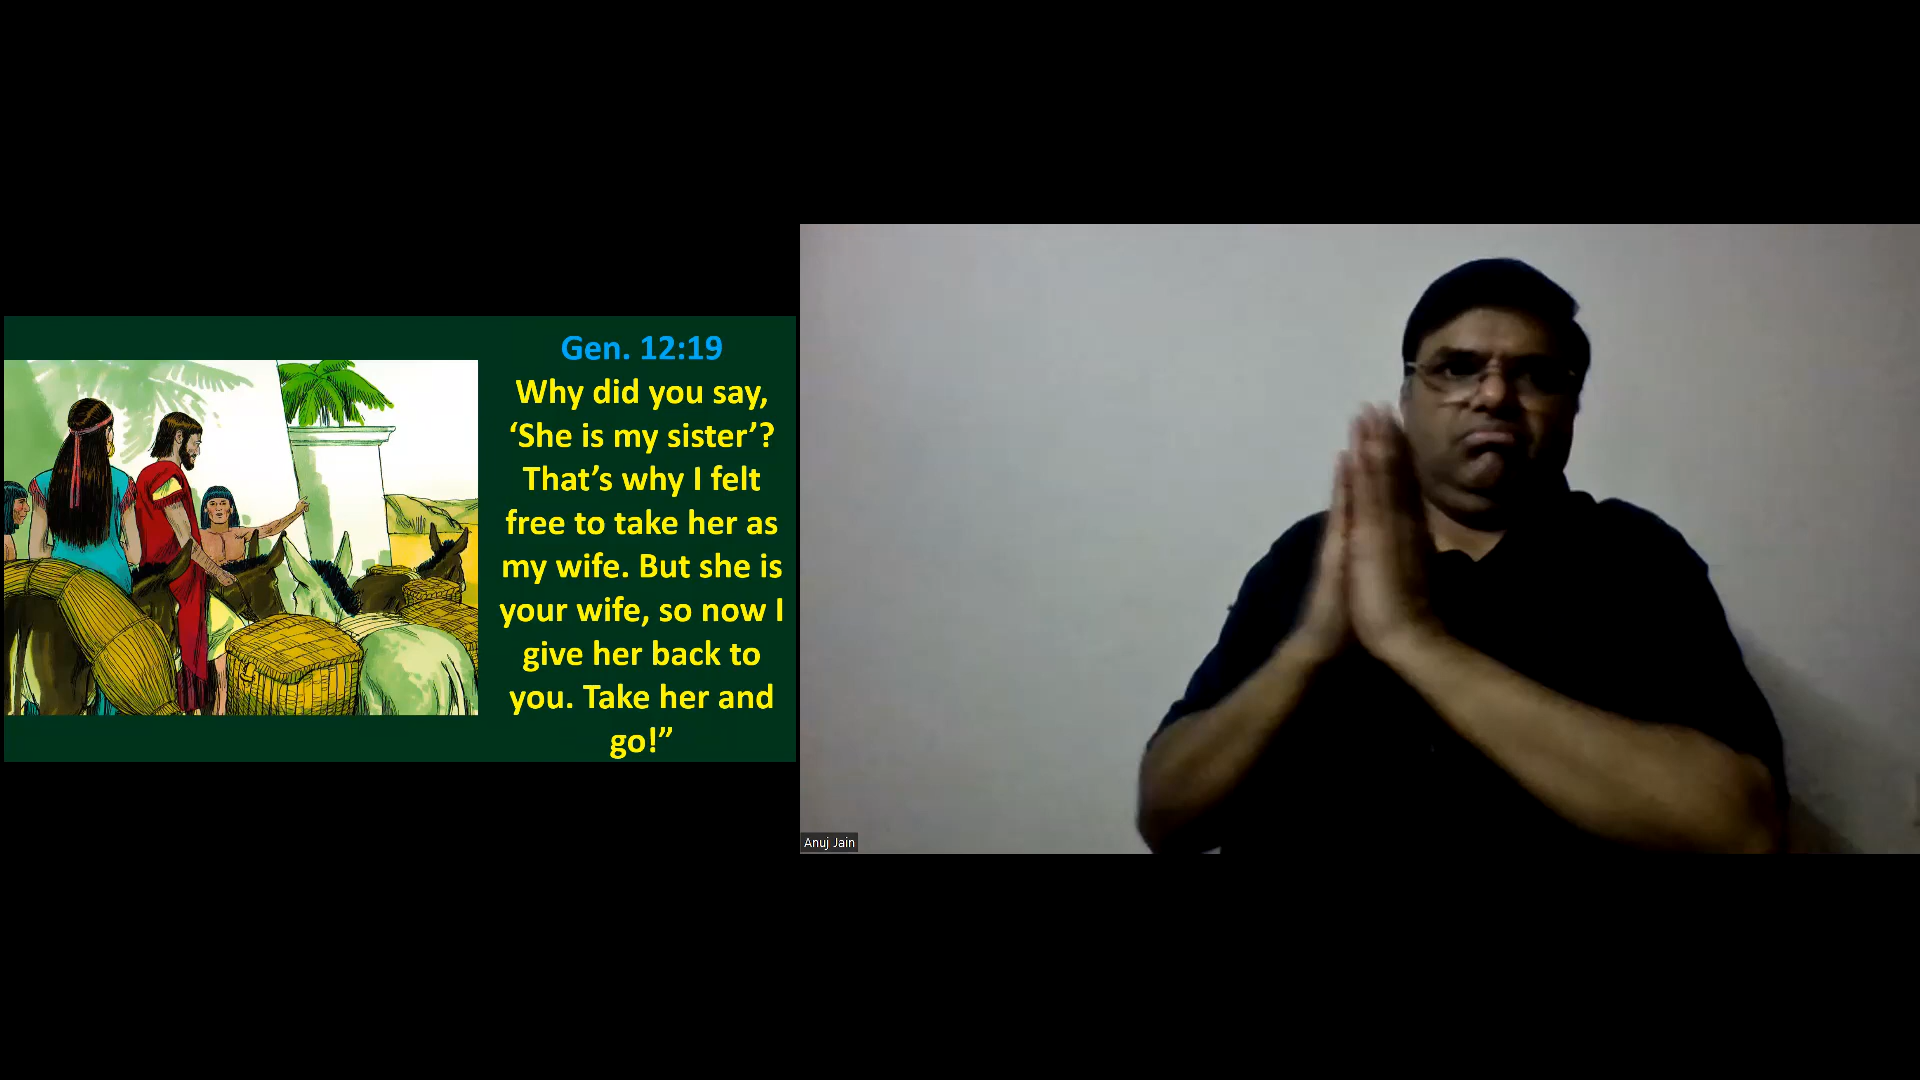 Gen. 12:19
Why did you say,
‘She is my sister’?
That’s why I felt
free to take her as
my wife. But she is
your wife, so now I
give her back to
you. Take her and
go!”
Anuj Jain